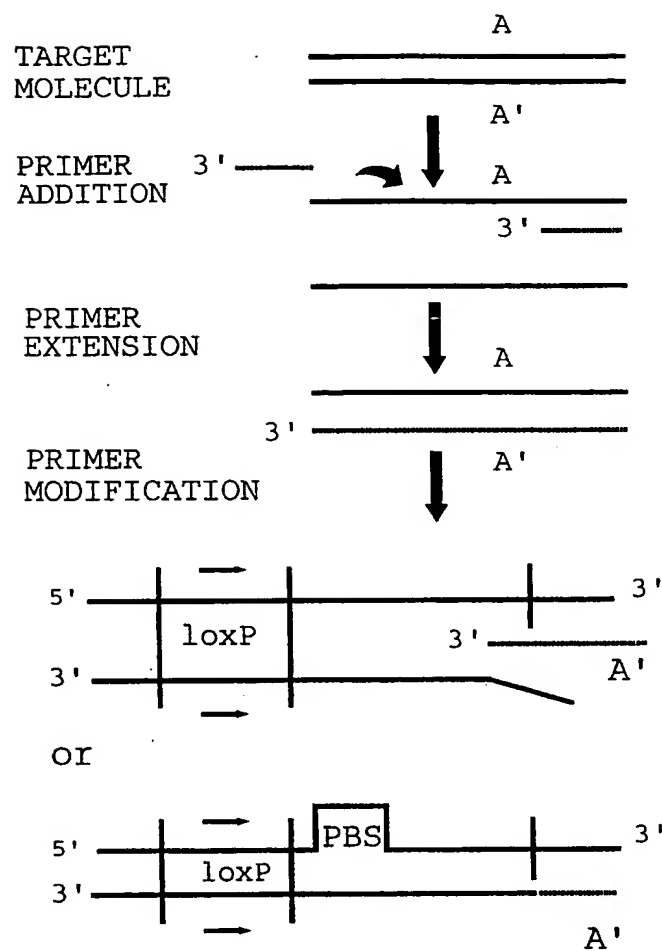 A
TARGET
MOLECULE
A'
PRIMER
ADDITION
3'
A
3'
PRIMER
EXTENSION
A
3'
A'
PRIMER
MODIFICATION
5'
3'
loxP
3'
A'
3'
or
PBS
5'
3'
loxP
3'
A'